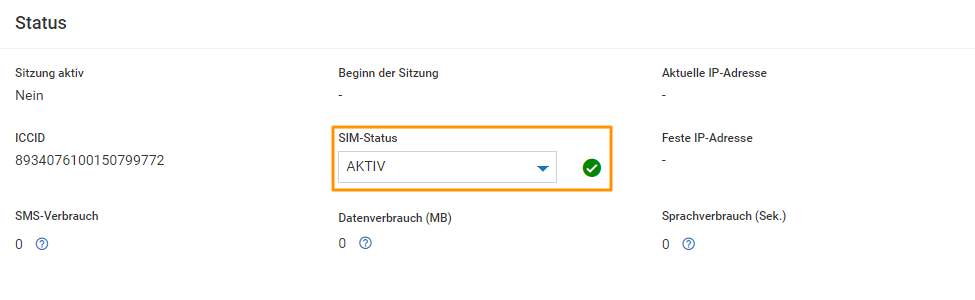 Status
Sitzung aktiv
Beginn der Sitzung
Aktuelle IP-Adresse
Nein
-
-
ICCID
SIM-Status
Feste IP-Adresse
8934076100150799772
AKTIV
-
SMS-Verbrauch
Datenverbrauch (MB)
Sprachverbrauch (Sek.)
0 ?
0 ?
0 ?